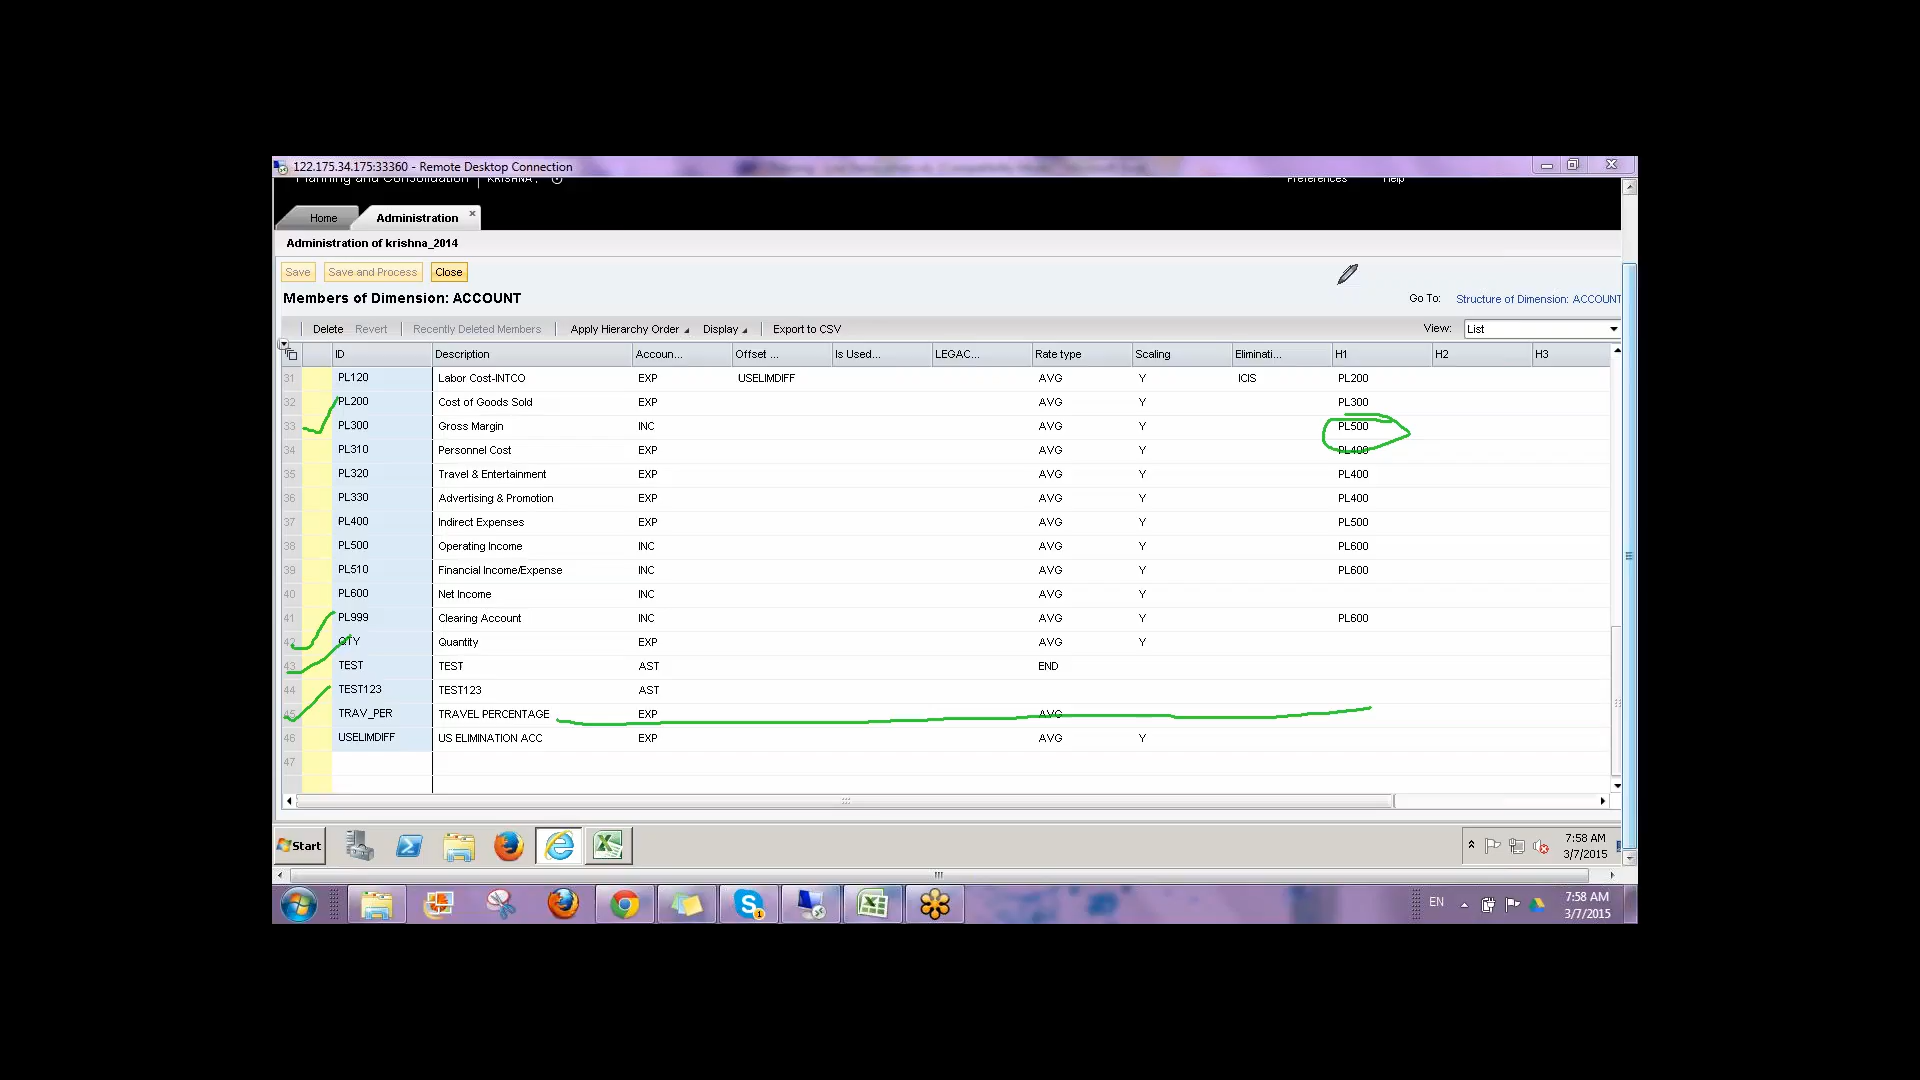 122.175.34.175:33360 - Remote Desktop Connection
Planning and Consolidation | KRISHNA. Preferences Help
Home Administration
Administration of krishna_2014
Save Save and Process Close
Members of Dimension: ACCOUNT
Go To: Structure of Dimension: ACCOUNT
Delete Revert Recently Deleted Members Apply Hierarchy Order Display Export to CSV View: List
ID Description Accoun... Offset ... Is Used... LEGAC... Rate type Scaling Eliminati... H1 H2 H3
31 PL120 Labor Cost-INTCO EXP USELIMDIFF AVG Y ICIS PL200
32 PL200 Cost of Goods Sold EXP AVG Y PL300
33 PL300 Gross Margin INC AVG Y PL500
34 PL310 Personnel Cost EXP AVG Y PL400
35 PL320 Travel & Entertainment EXP AVG Y PL400
36 PL330 Advertising & Promotion EXP AVG Y PL400
37 PL400 Indirect Expenses EXP AVG Y PL500
38 PL500 Operating Income INC AVG Y PL600
39 PL510 Financial Income/Expense INC AVG Y PL600
40 PL600 Net Income INC AVG Y
41 PL999 Clearing Account INC AVG Y PL600
42 QTY Quantity EXP AVG Y
43 TEST TEST AST END
44 TEST123 TEST123 AST
45 TRAV_PER TRAVEL PERCENTAGE EXP AVG
46 USELIMDIFF US ELIMINATION ACC EXP AVG Y
47
Start 7:58 AM
3/7/2015
EN 7:58 AM
3/7/2015